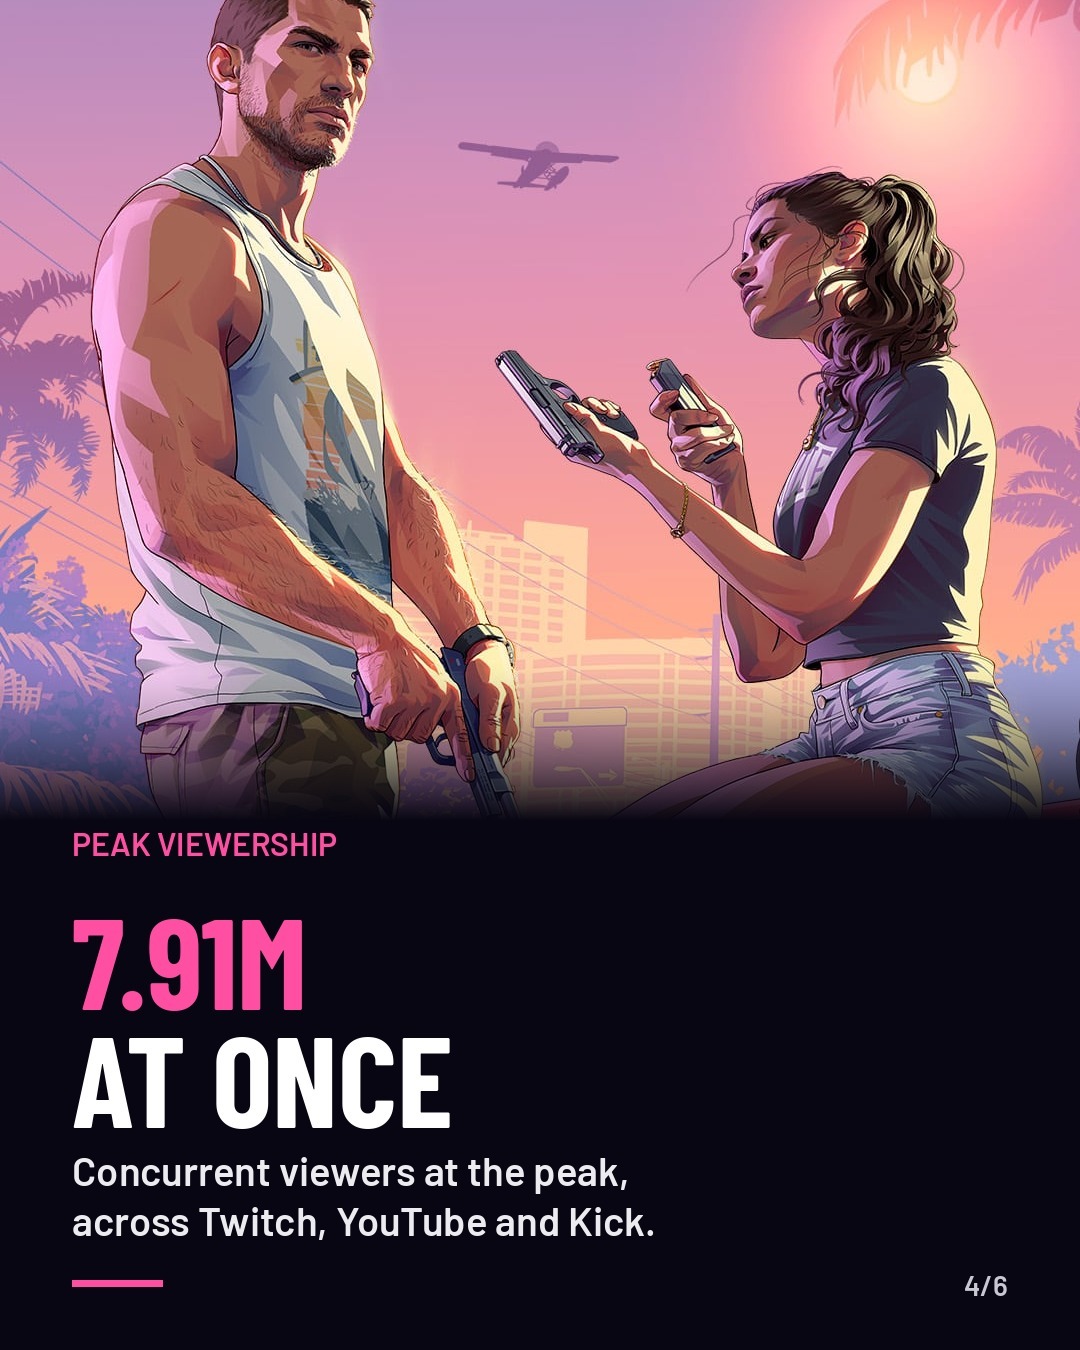 PEAK VIEWERSHIP
7.91M
AT ONCE
Concurrent viewers at the peak,
across Twitch, YouTube and Kick.
4/6